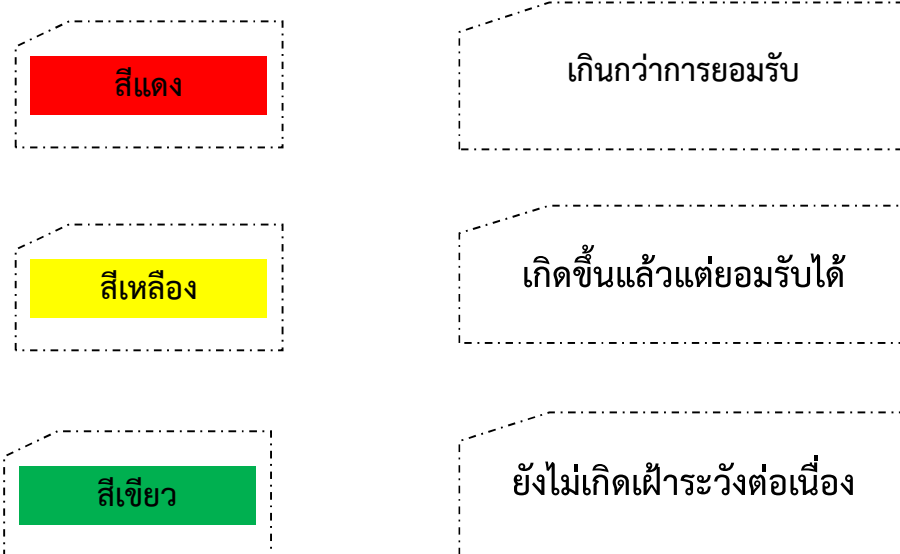 สีแดง
เกินกว่าการยอมรับ
สีเหลือง
เกิดขึ้นแล้วแต่ยอมรับได้
สีเขียว
ยังไม่เกิดเฝ้าระวังต่อเนื่อง